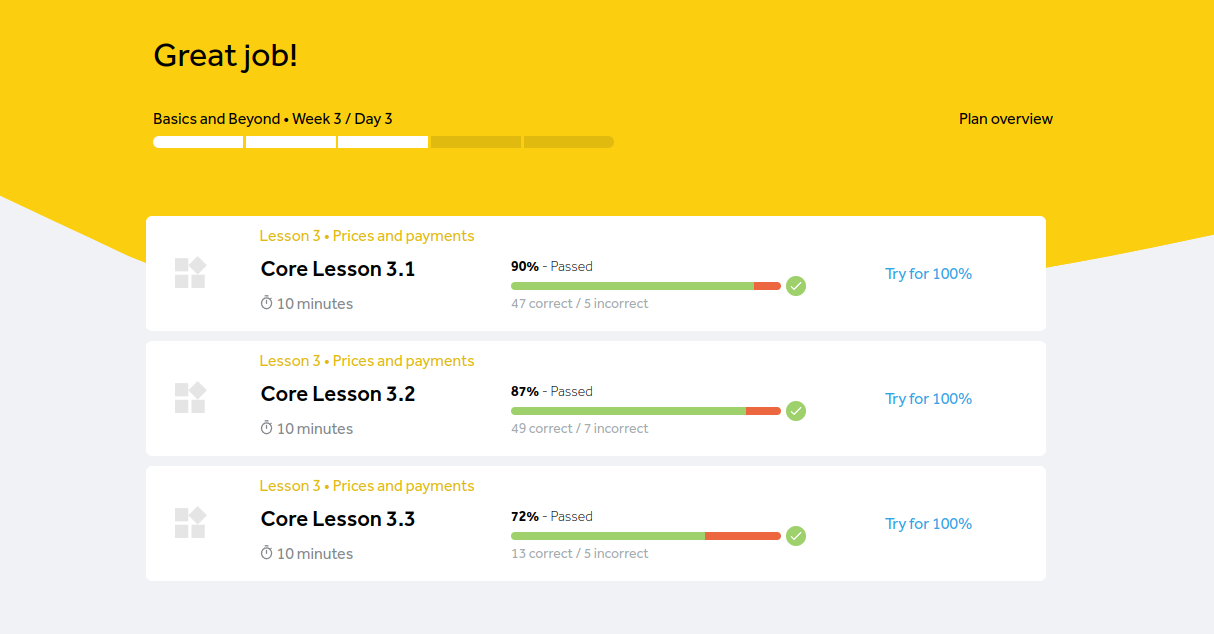 Great job!
Basics and Beyond • Week 3 / Day 3
Plan overview
Lesson 3 • Prices and payments
Core Lesson 3.1
10 minutes
90% - Passed
47 correct / 5 incorrect
Try for 100%
Lesson 3 • Prices and payments
Core Lesson 3.2
10 minutes
87% - Passed
49 correct / 7 incorrect
Try for 100%
Lesson 3 • Prices and payments
Core Lesson 3.3
10 minutes
72% - Passed
13 correct / 5 incorrect
Try for 100%